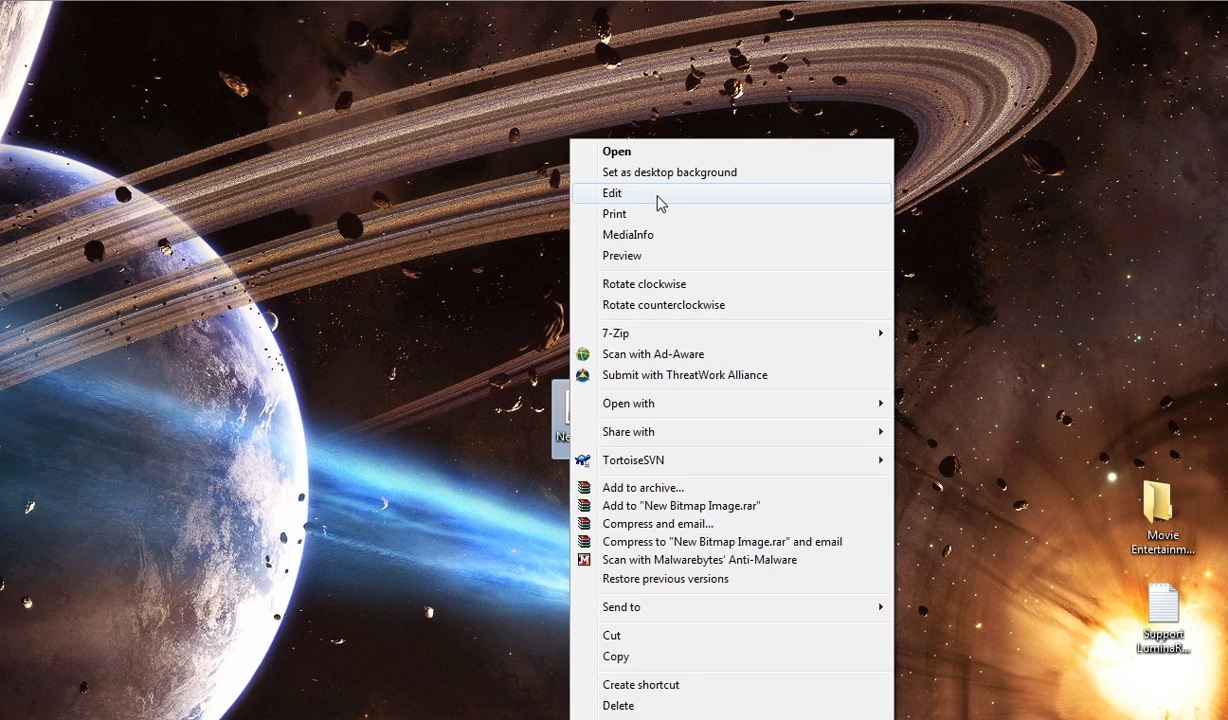 Open
Set as desktop background
Edit
Print
MediaInfo
Preview
Rotate clockwise
Rotate counterclockwise
7-Zip
Scan with Ad-Aware
Submit with ThreatWork Alliance
Open with
Share with
Ne
TortoiseSVN
Add to archive...
Add to "New Bitmap Image.rar"
Compress and email...
Compress to "New Bitmap Image.rar" and email
Scan with Malwarebytes' Anti-Malware
Restore previous versions
Send to
Cut
Copy
Create shortcut
Delete
Movie
Entertainm...
Support
LuminaR...